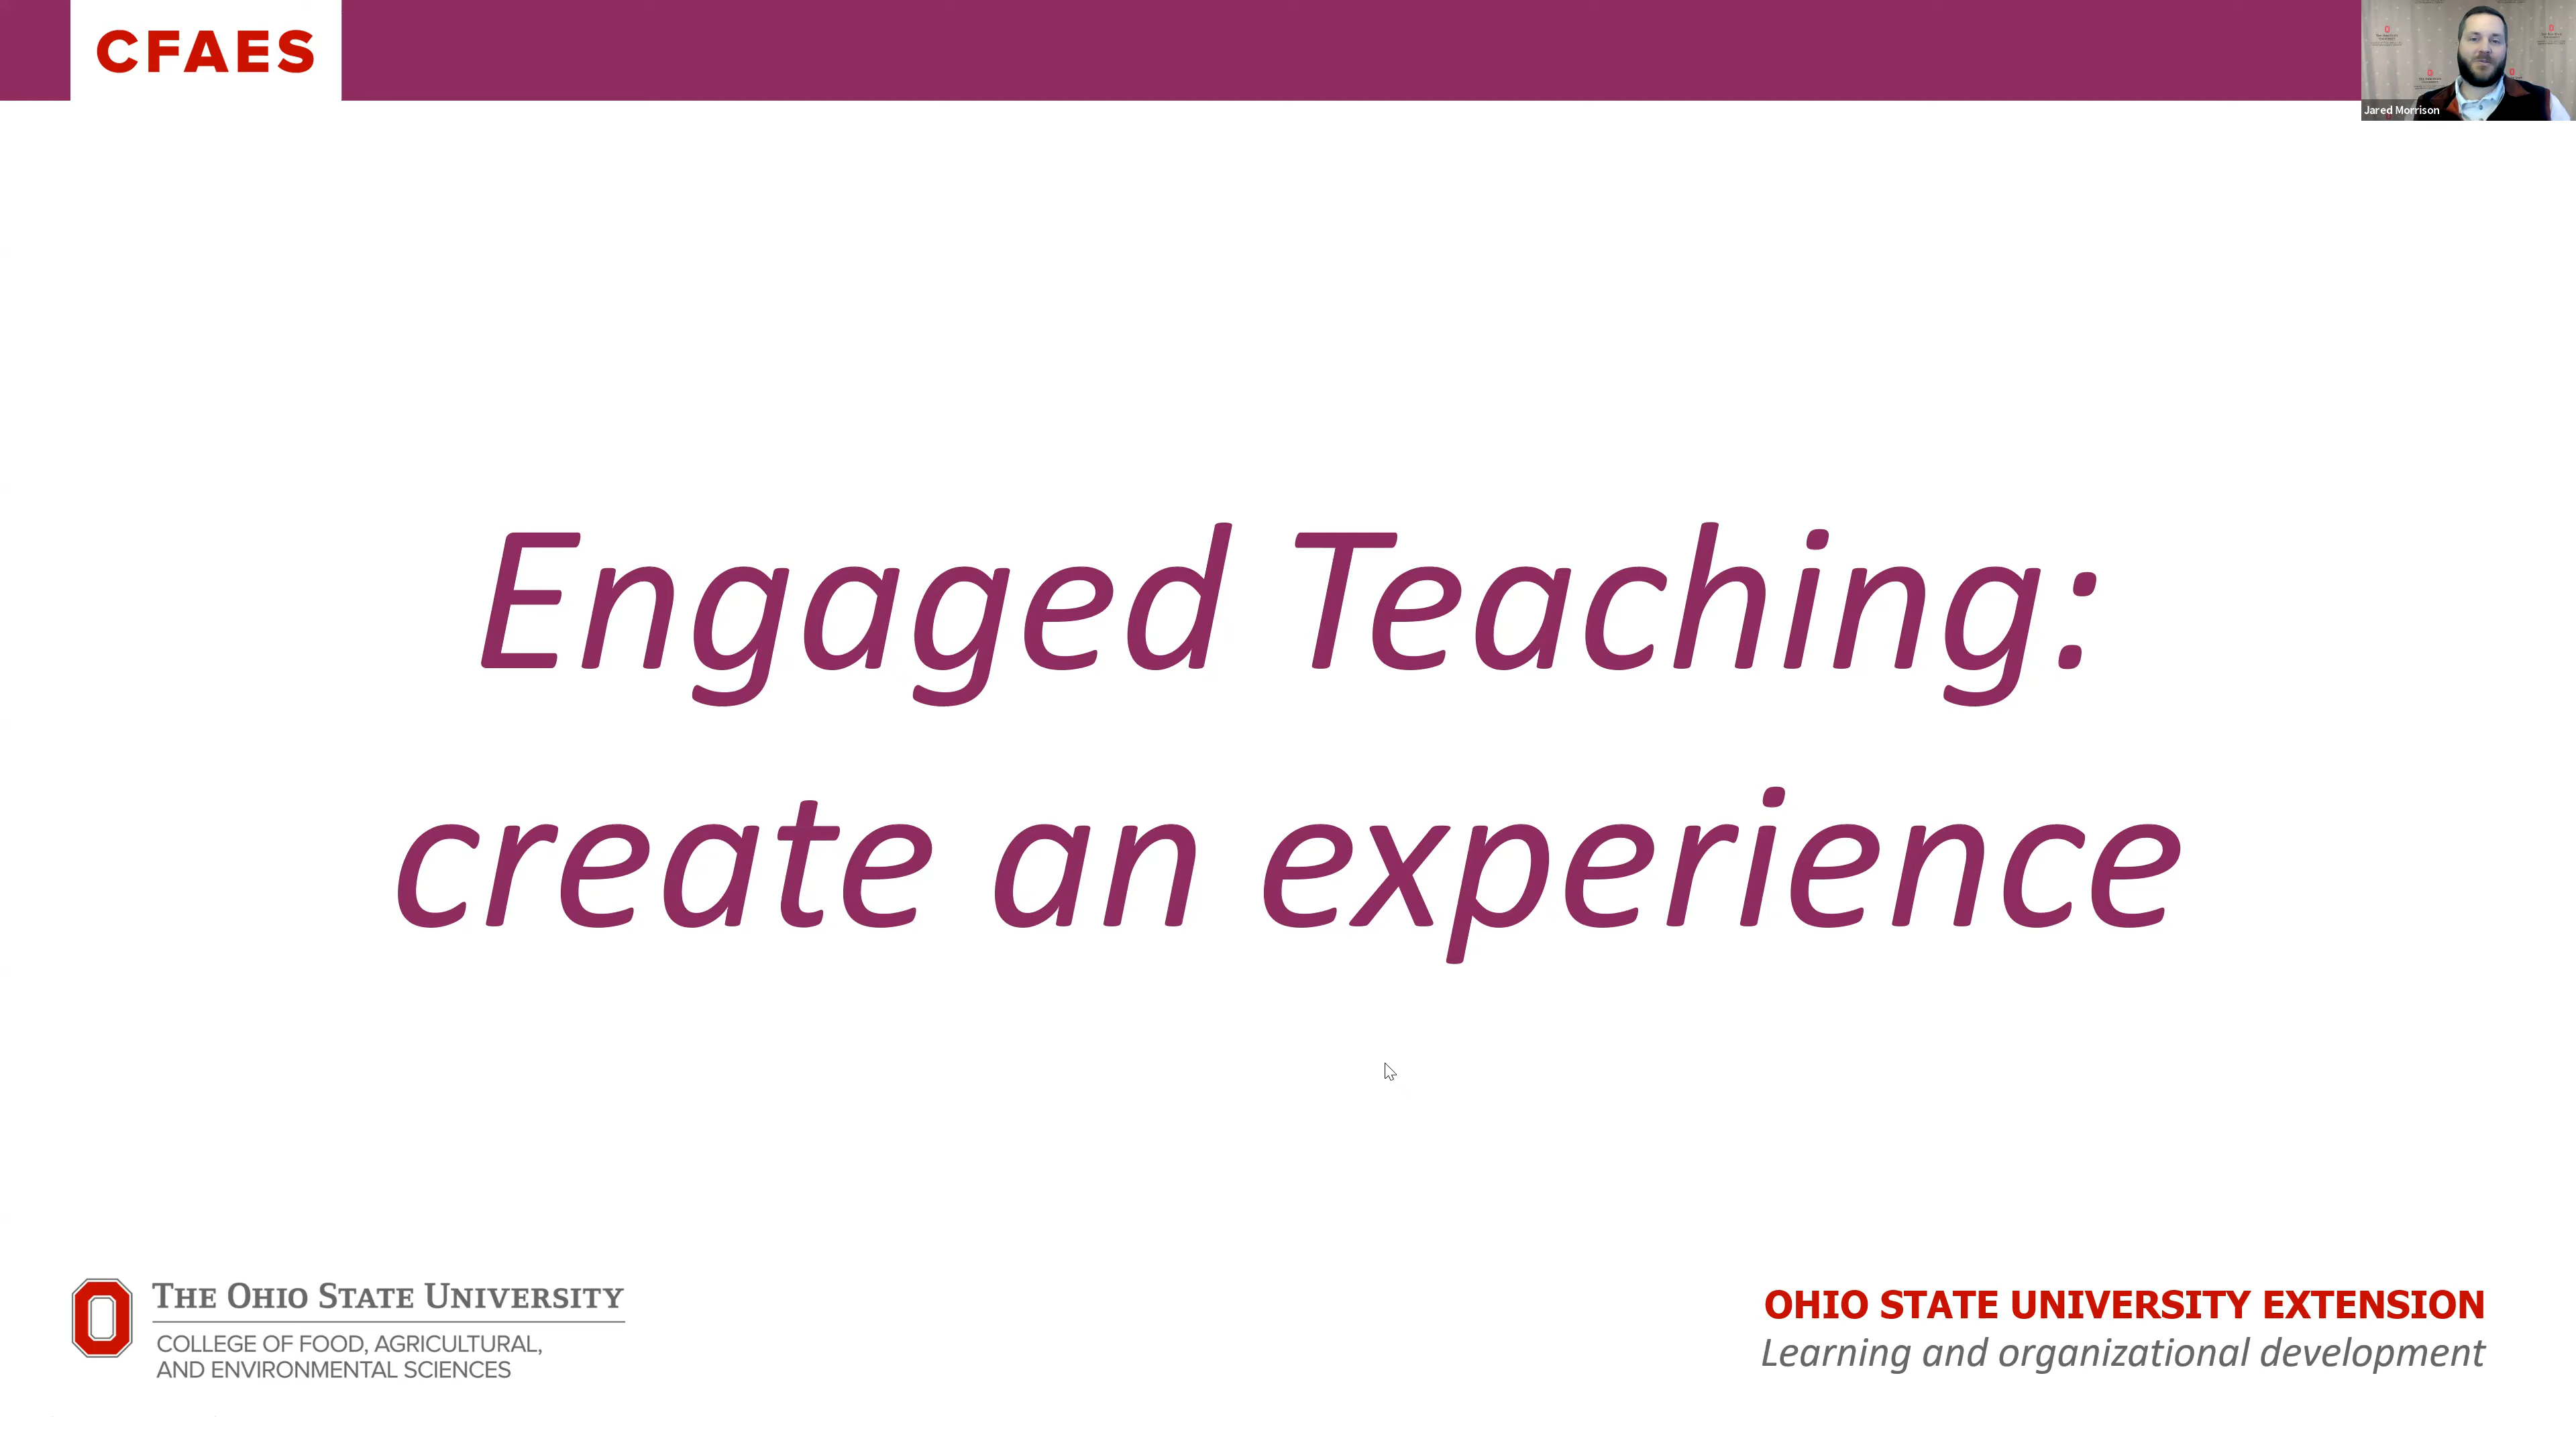 CFAES
Jared Morrison
Engaged Teaching:
create an experience
THE OHIO STATE UNIVERSITY
COLLEGE OF FOOD, AGRICULTURAL,
AND ENVIRONMENTAL SCIENCES
OHIO STATE UNIVERSITY EXTENSION
Learning and organizational development